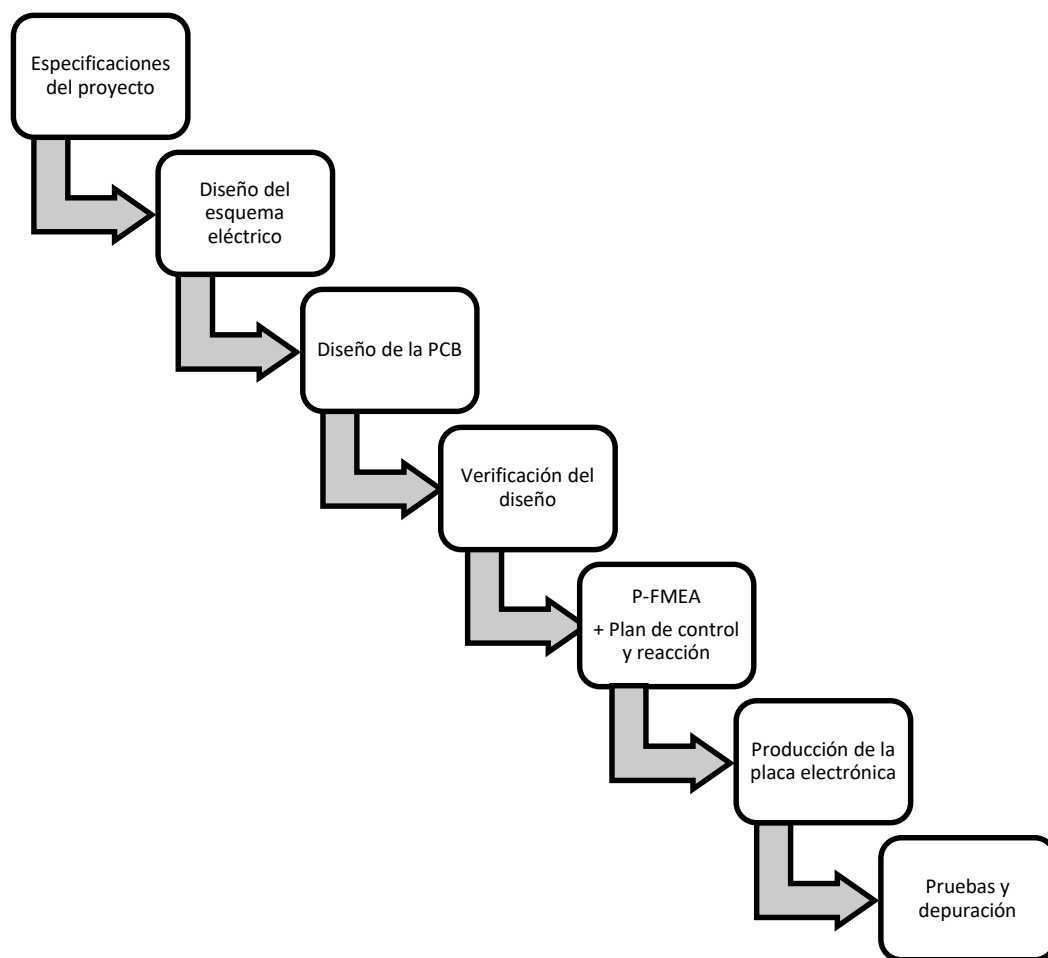 Especificaciones
del proyecto
Diseño del
esquema
eléctrico
Diseño de la PCB
Verificación del
diseño
P-FMEA
+ Plan de control
y reacción
Producción de la
placa electrónica
Pruebas y
depuración